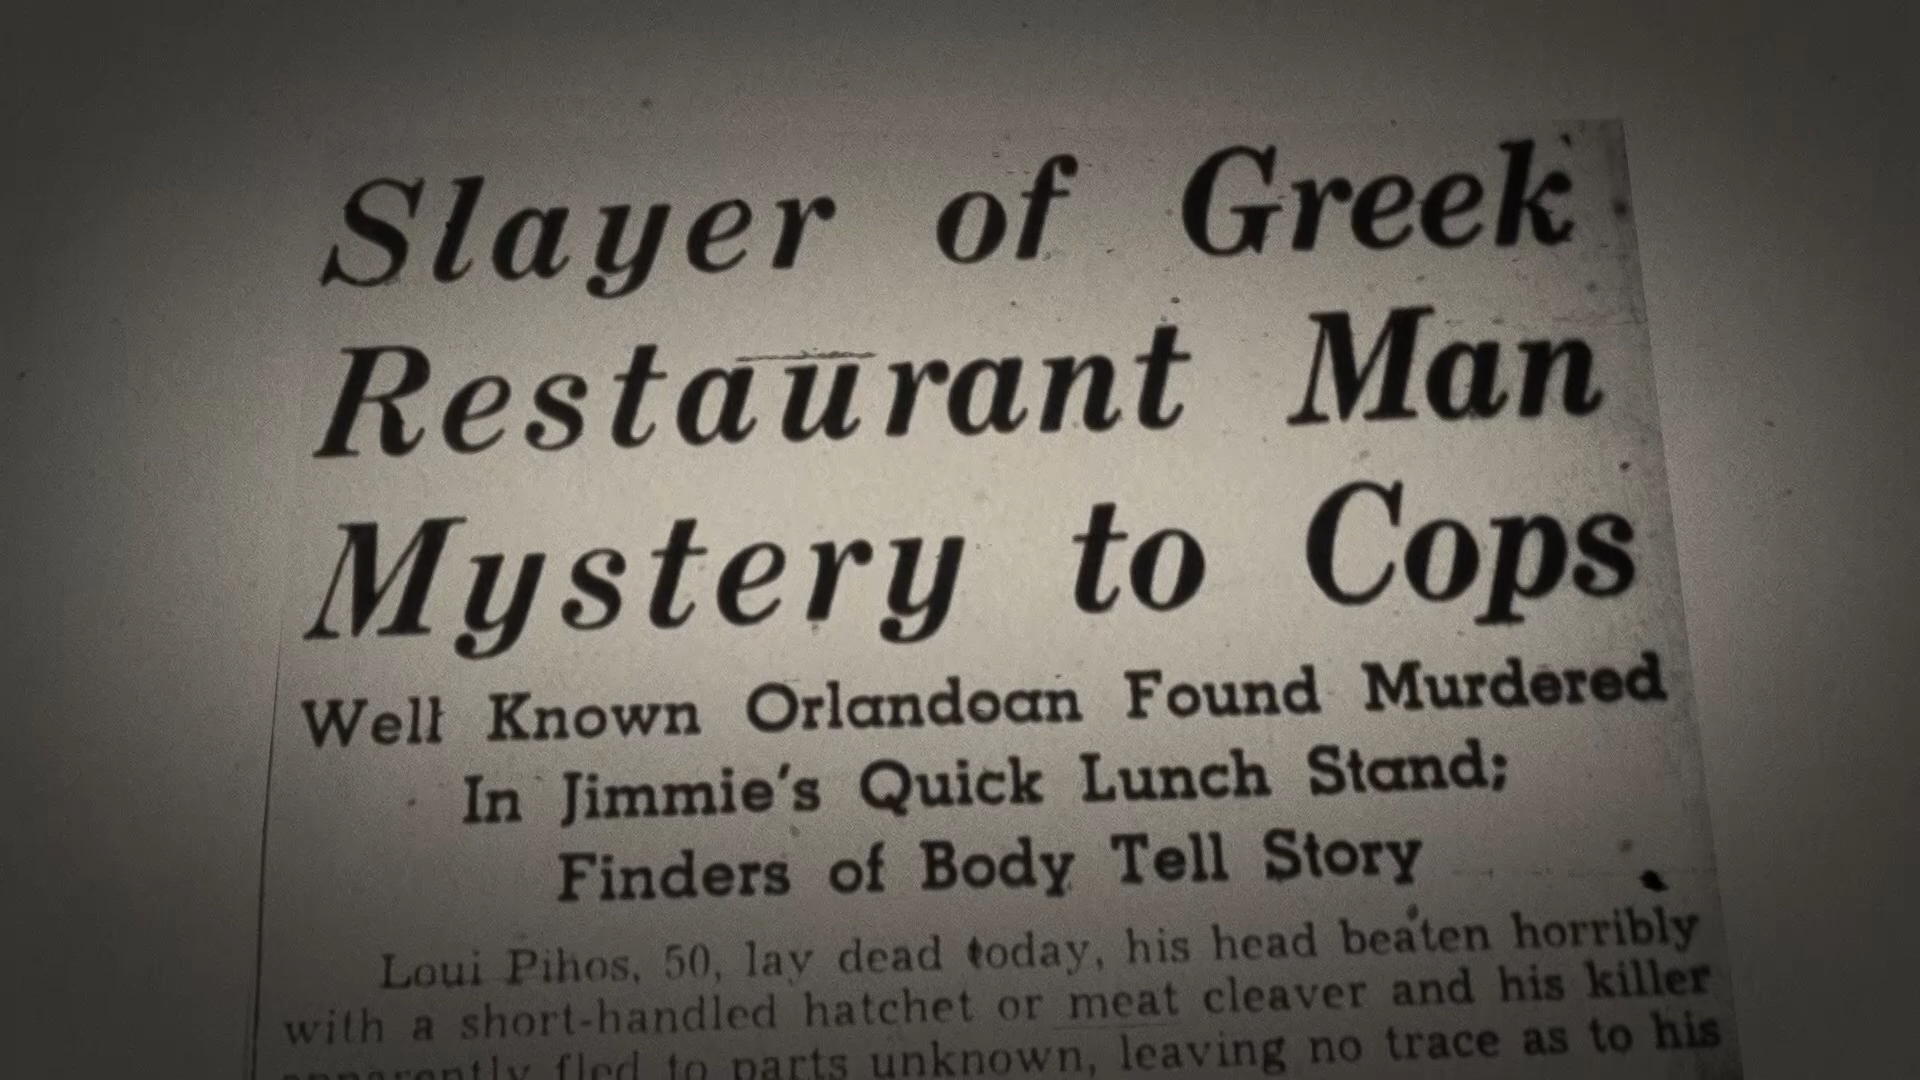 Slayer of Greek
Restaurant Man
Mystery to Cops
Well Known Orlandoan Found Murdered
In Jimmie's Quick Lunch Stand;
Finders of Body Tell Story
Loui Pihos, 50, lay dead today, his head beaten horribly
with a short-handled hatchet or meat cleaver and his killer
apparently fled to parts unknown, leaving no trace as to his